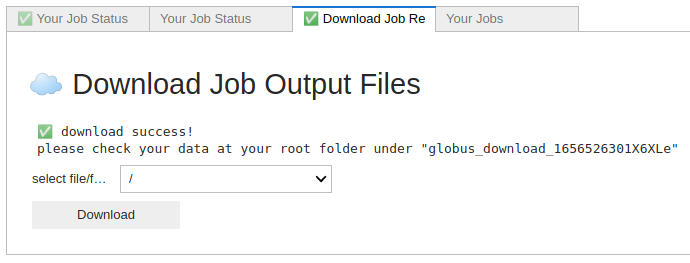 ✅ Your Job Status
Your Job Status
✅ Download Job Re
Your Jobs
Download Job Output Files
✅ download success!
please check your data at your root folder under "globus_download_1656526301X6XLe"
select file/f…
/
Download